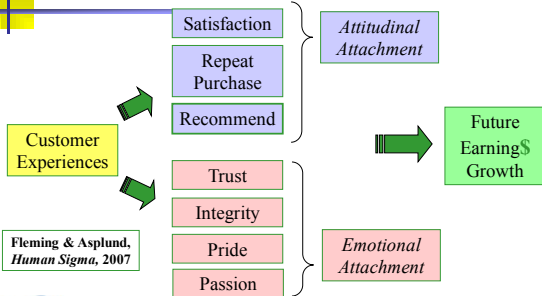 Satisfaction
Repeat
Purchase
Recommend
Attitudinal
Attachment
Customer
Experiences
Trust
Integrity
Pride
Passion
Emotional
Attachment
Future
Earning$
Growth
Fleming & Asplund,
Human Sigma, 2007